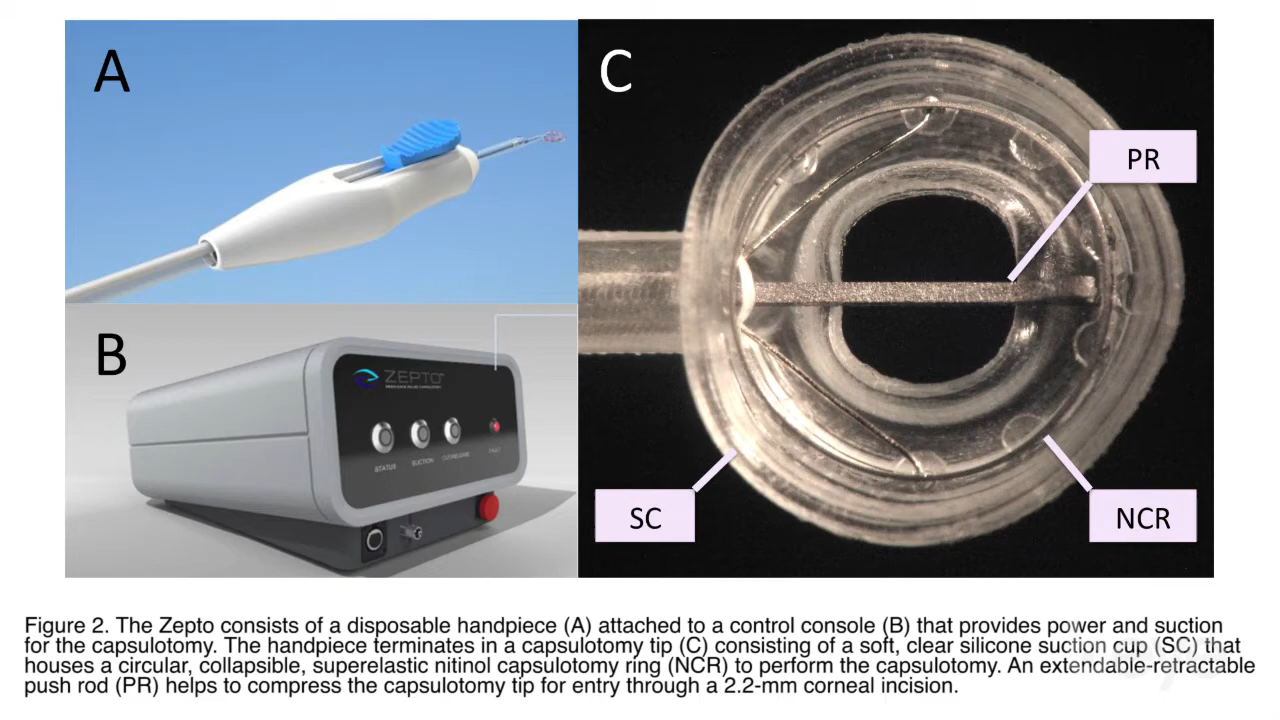 A
B
C
PR
SC
NCR
ZEPTO
STATUS
SUCTION
FAULT
Figure 2. The Zepto consists of a disposable handpiece (A) attached to a control console (B) that provides power and suction
for the capsulotomy. The handpiece terminates in a capsulotomy tip (C) consisting of a soft, clear silicone suction cup (SC) that
houses a circular, collapsible, superelastic nitinol capsulotomy ring (NCR) to perform the capsulotomy. An extendable-retractable
push rod (PR) helps to compress the capsulotomy tip for entry through a 2.2-mm corneal incision.